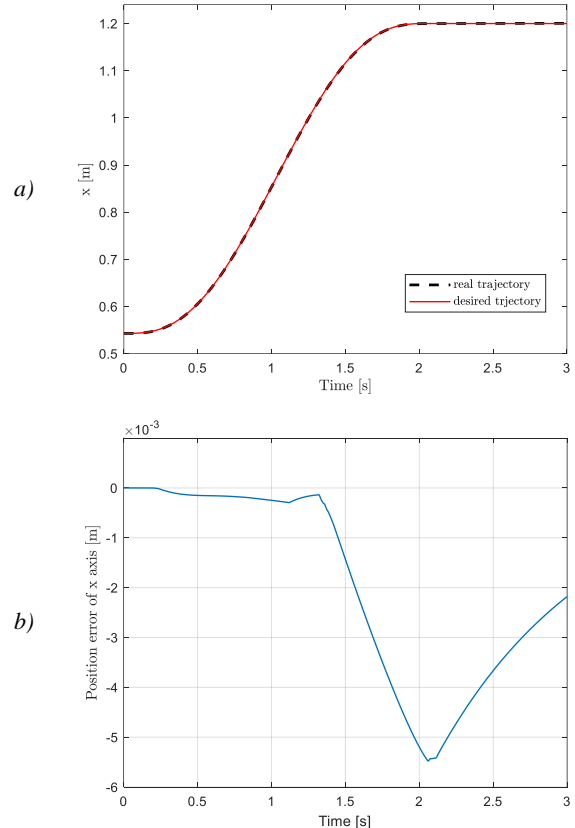 a)
x [m]
1.2
1.1
1
0.9
0.8
0.7
0.6
0.5
real trajectory
desired trjectory
0 0.5 1 1.5 2 2.5 3
Time [s]
b)
×10⁻³
Position error of x axis [m]
0
-1
-2
-3
-4
-5
-6
0 0.5 1 1.5 2 2.5 3
Time [s]